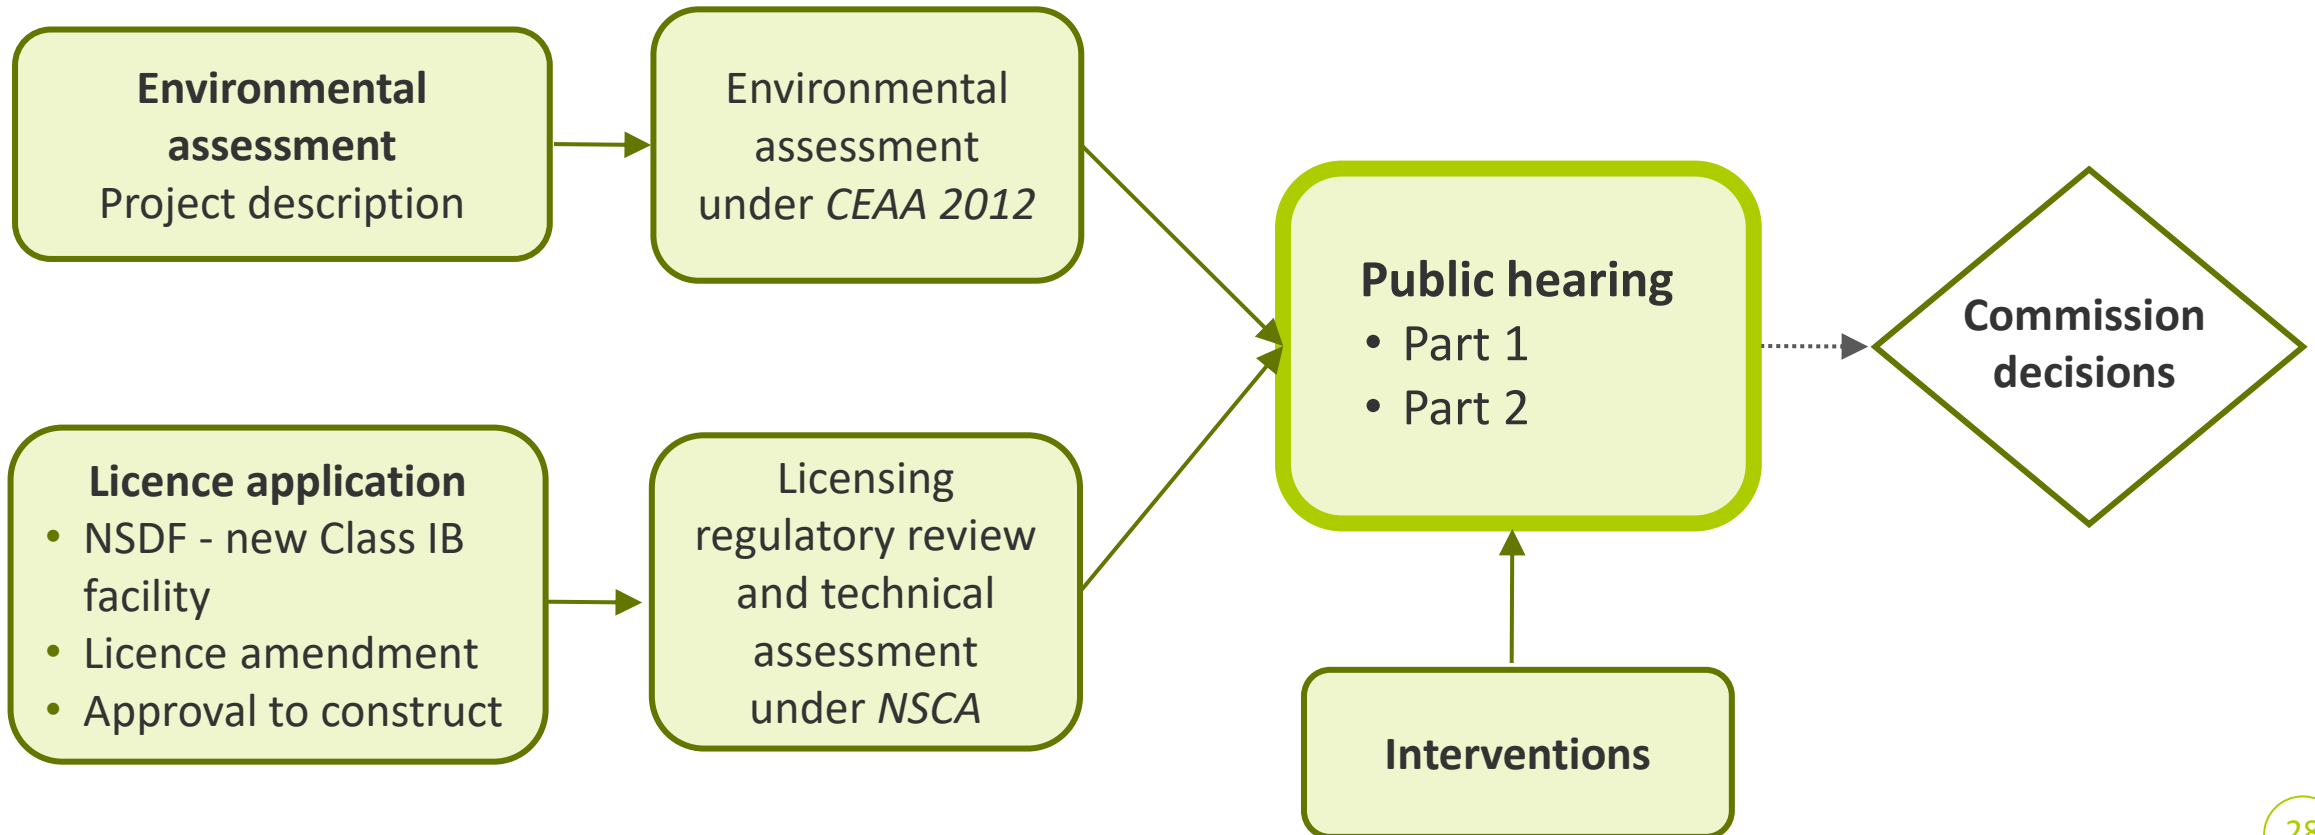 Environmental
assessment
Project description
Environmental
assessment
under CEAA 2012
Public hearing
• Part 1
• Part 2
Commission
decisions
Licence application
• NSDF - new Class IB
facility
• Licence amendment
• Approval to construct
Licensing
regulatory review
and technical
assessment
under NSCA
Interventions
28